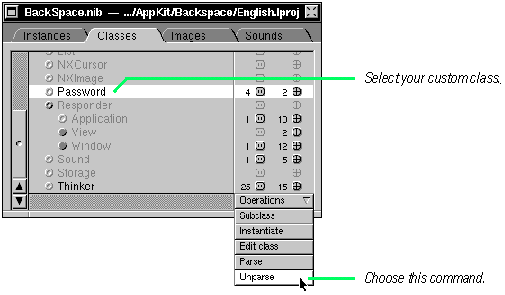 BackSpace.nib — .../AppKit/Backspace/English.lproj
Instances Classes Images Sounds
List
NXCursor
NXImage
Password 4 2
Select your custom class.
Responder
Application 1 10
View 2
Window 1 12
Sound 1 5
Storage
Thinker 25 15
Operations
Subclass
Instantiate
Edit class
Parse
Unparse
Choose this command.